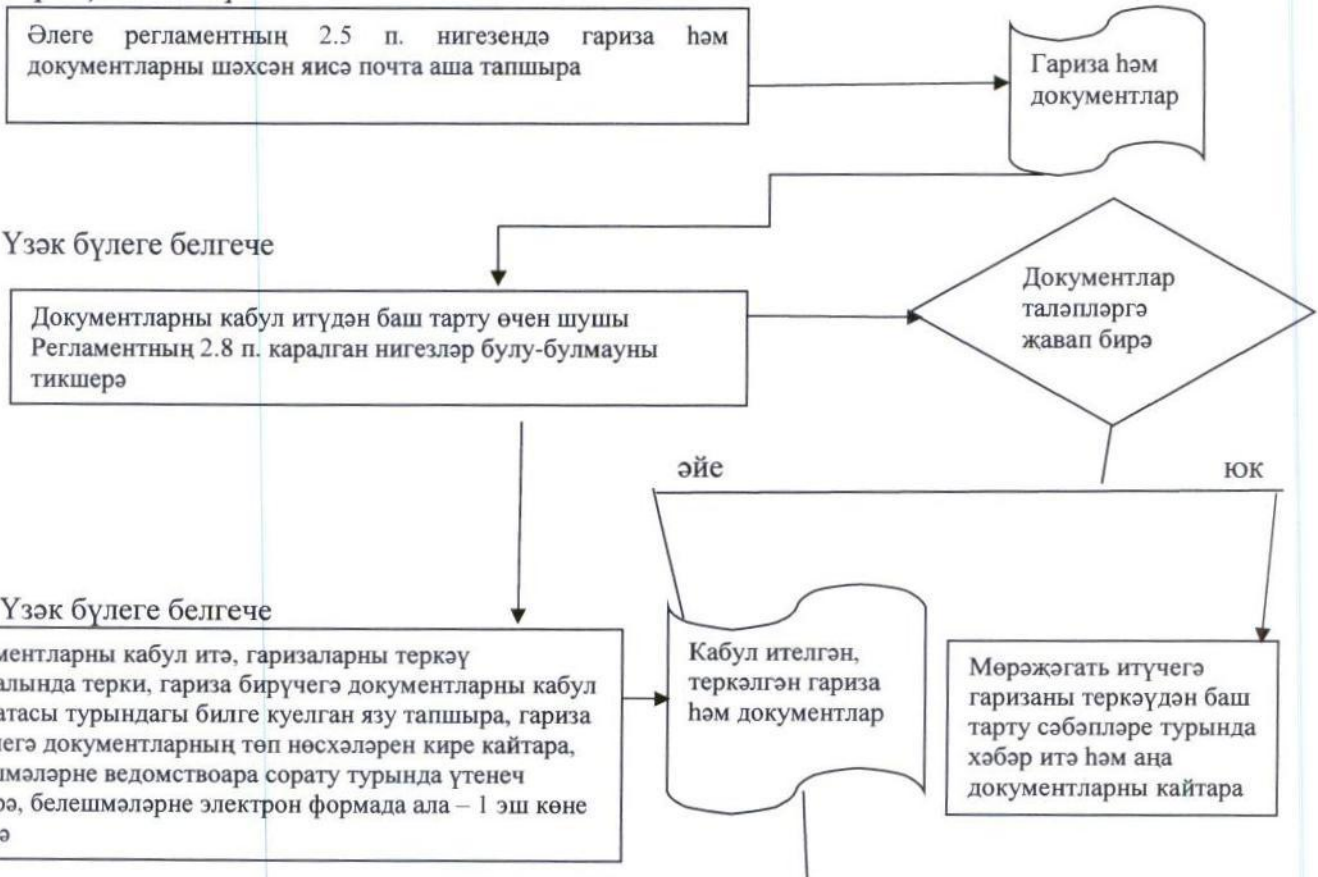 Әлеге регламентның 2.5 п. нигезендә гариза һәм
документларны шәхсән яисә почта аша тапшыра
Гариза һәм
документлар
Үзәк бүлеге белгече
Документларны кабул итүдән баш тарту өчен шушы
Регламентның 2.8 п. каралган нигезләр булу-булмауны
тикшерә
Документлар
таләпләргә
җавап бирә
әйе
юк
Үзәк бүлеге белгече
ментларны кабул итә, гаризаларны теркәү
алында терки, гариза бирүчегә документларны кабул
атасы турындагы билге куелган язу тапшыра, гариза
егә документларның төп нөсхәләрен кире кайтара,
шмәләрне ведомствоара сорату турында үтенеч
рә, белешмәләрне электрон формада ала – 1 эш көне
ә
Кабул ителгән,
теркәлгән гариза
һәм документлар
Мөрәҗәгать итүчегә
гаризаны теркәүдән баш
тарту сәбәпләре турында
хәбәр итә һәм аңа
документларны кайтара